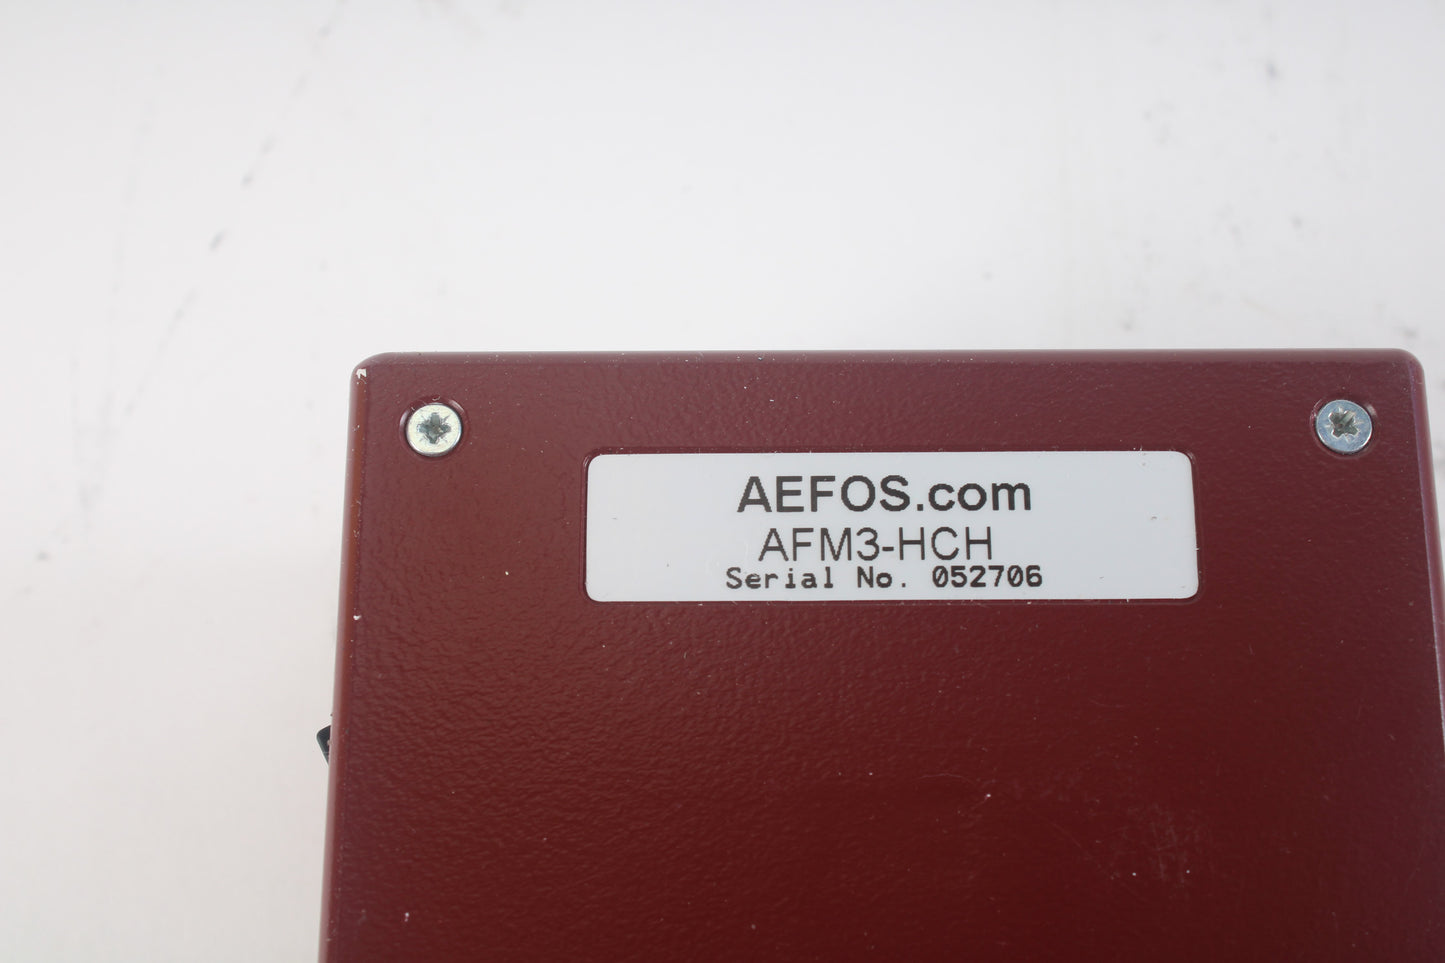 AEFOS.com
AFM3-HCH
Serial No. 052706